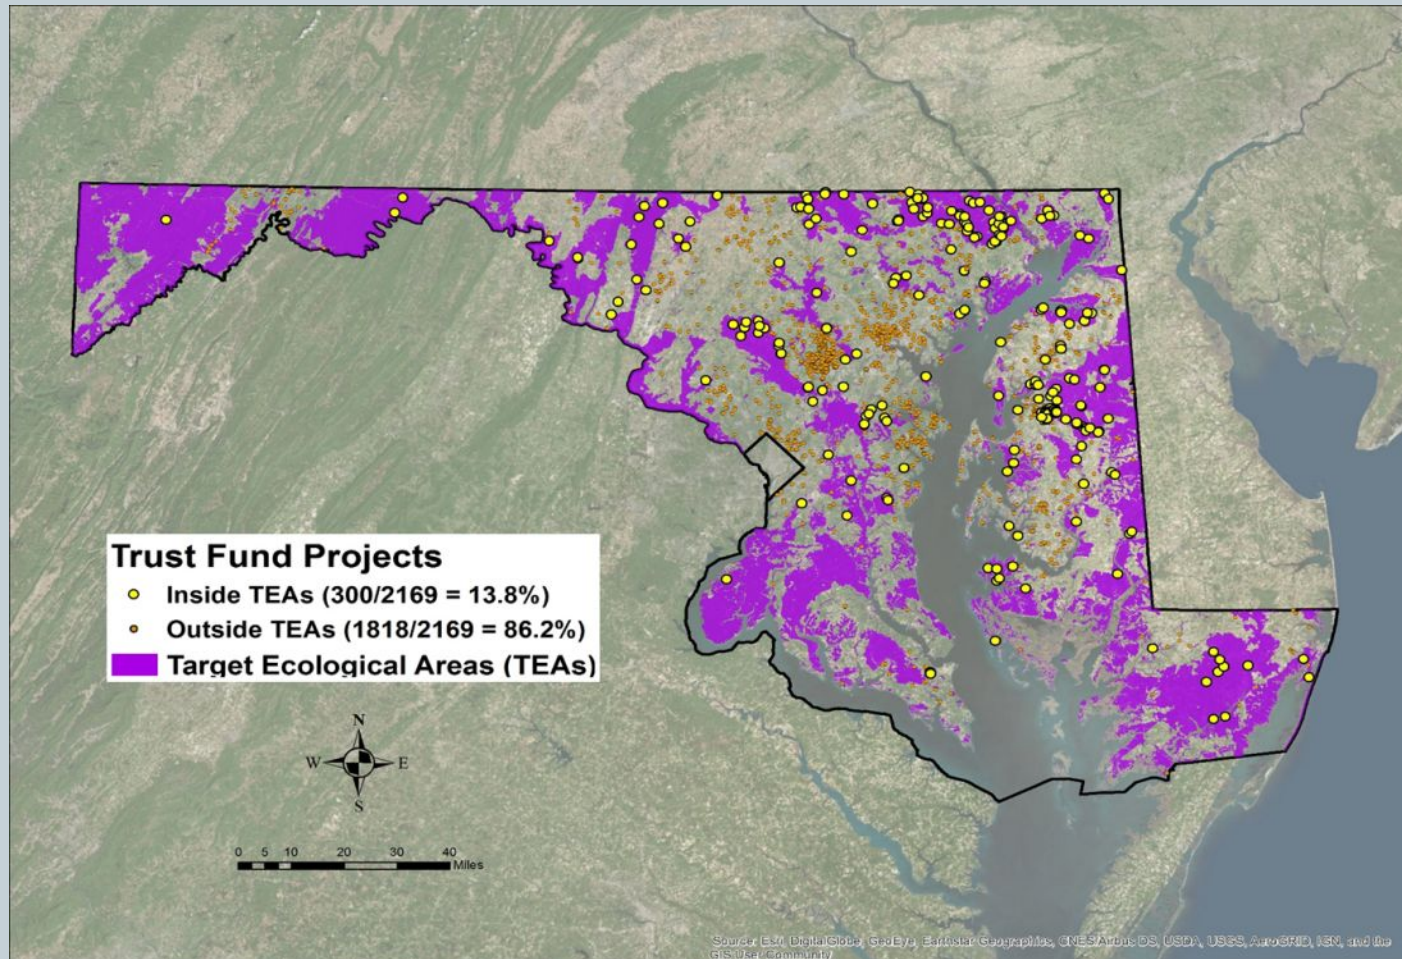 Trust Fund Projects
Inside TEAs (300/2169 = 13.8%)
Outside TEAs (1818/2169 = 86.2%)
Target Ecological Areas (TEAs)
N
W E
S
0 5 10 20 30 40
Miles
Source: Esri, DigitalGlobe, GeoEye, Earthstar Geographics, CNES/Airbus DS, USDA, USGS, AeroGRID, IGN, and the
GIS User Community